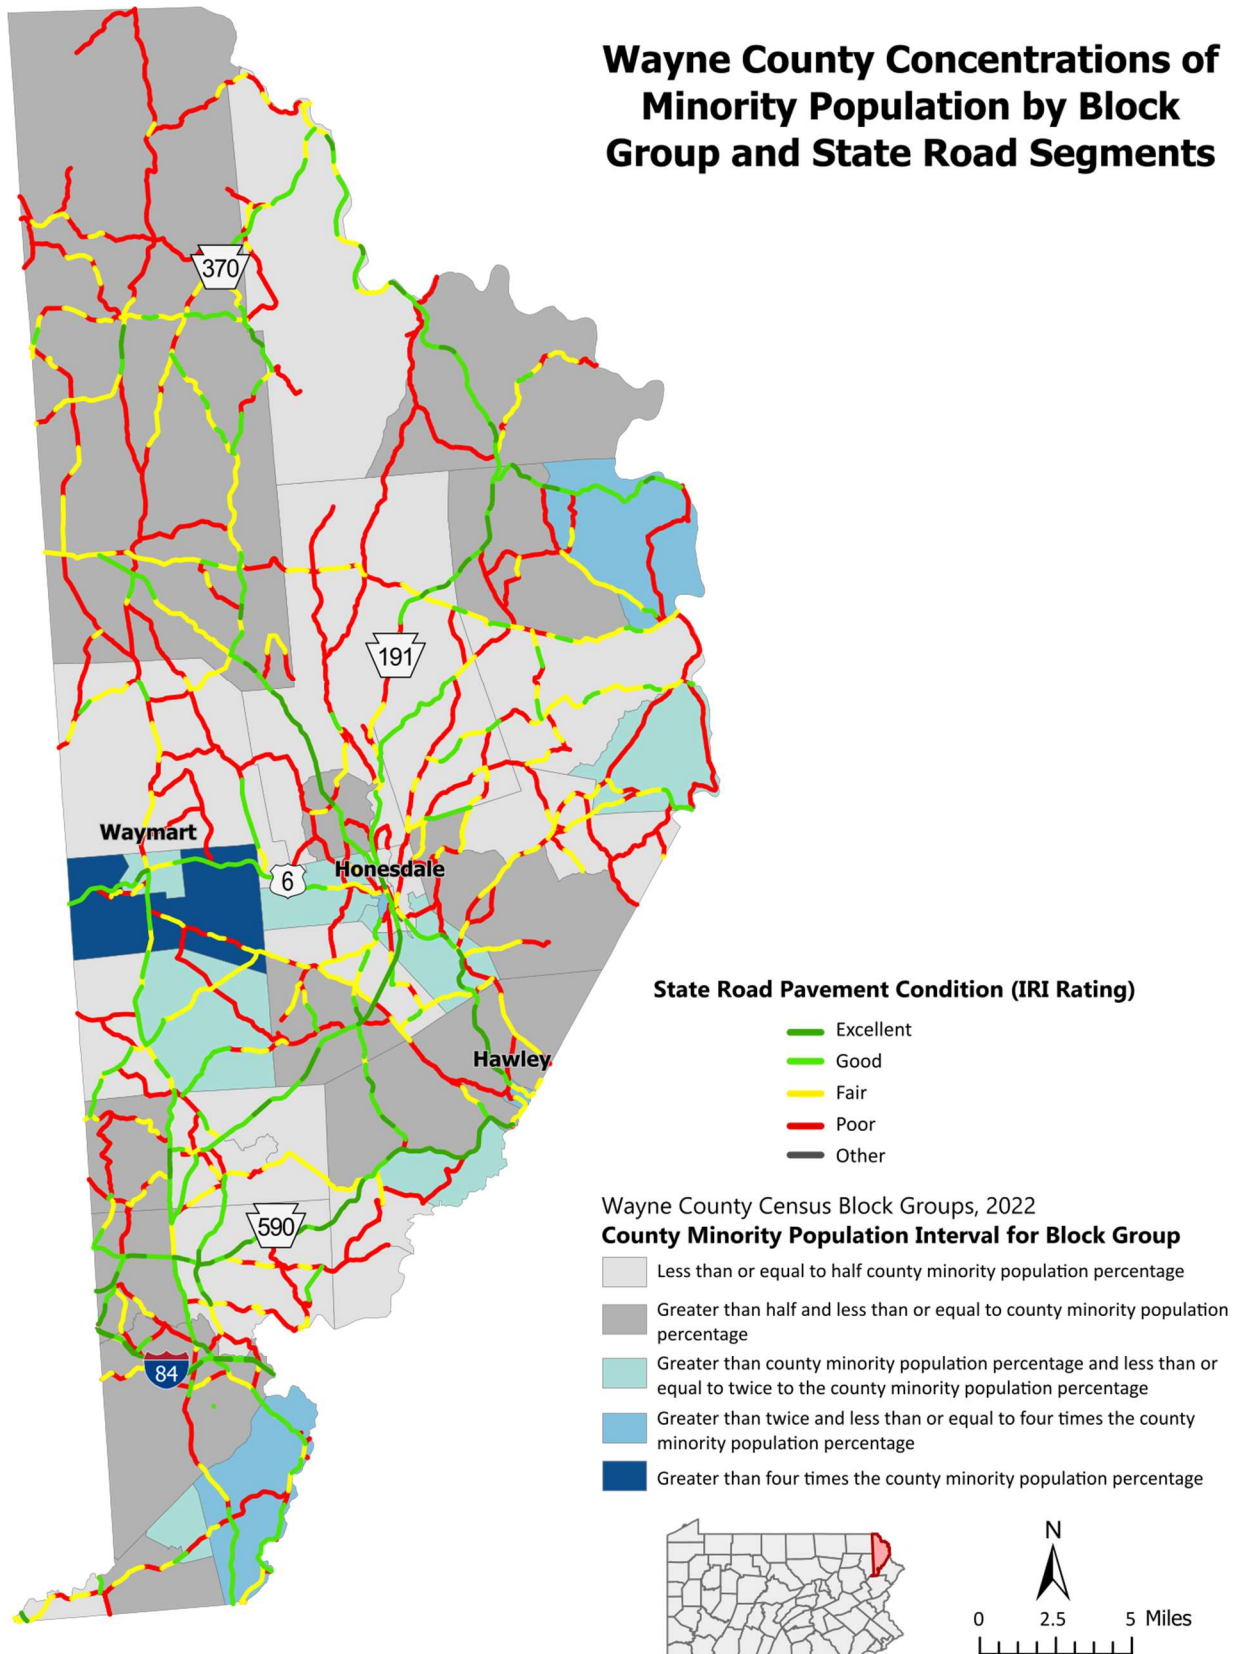 Wayne County Concentrations of
Minority Population by Block
Group and State Road Segments
370
191
Waymart
Honesdale
6
Hawley
590
84
State Road Pavement Condition (IRI Rating)
Excellent
Good
Fair
Poor
Other
Wayne County Census Block Groups, 2022
County Minority Population Interval for Block Group
Less than or equal to half county minority population percentage
Greater than half and less than or equal to county minority population
percentage
Greater than county minority population percentage and less than or
equal to twice to the county minority population percentage
Greater than twice and less than or equal to four times the county
minority population percentage
Greater than four times the county minority population percentage
N
0 2.5 5 Miles